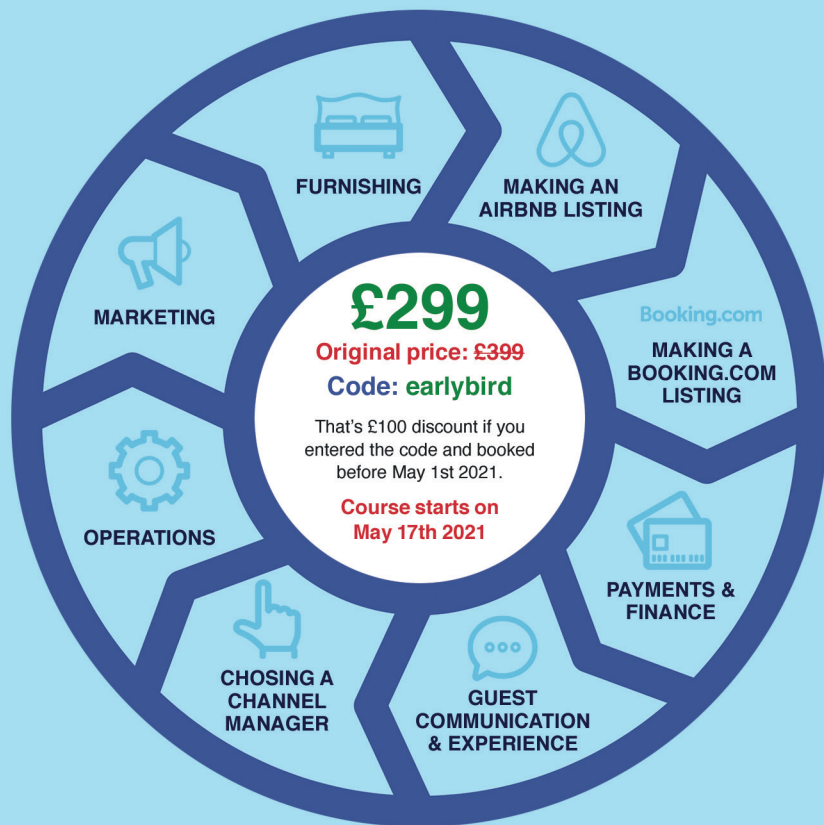 FURNISHING
MAKING AN
AIRBNB LISTING
Booking.com
MAKING A
BOOKING.COM
LISTING
PAYMENTS &
FINANCE
GUEST
COMMUNICATION
& EXPERIENCE
CHOSING A
CHANNEL
MANAGER
OPERATIONS
MARKETING
£299
Original price: £399
Code: earlybird
That’s £100 discount if you
entered the code and booked
before May 1st 2021.
Course starts on
May 17th 2021